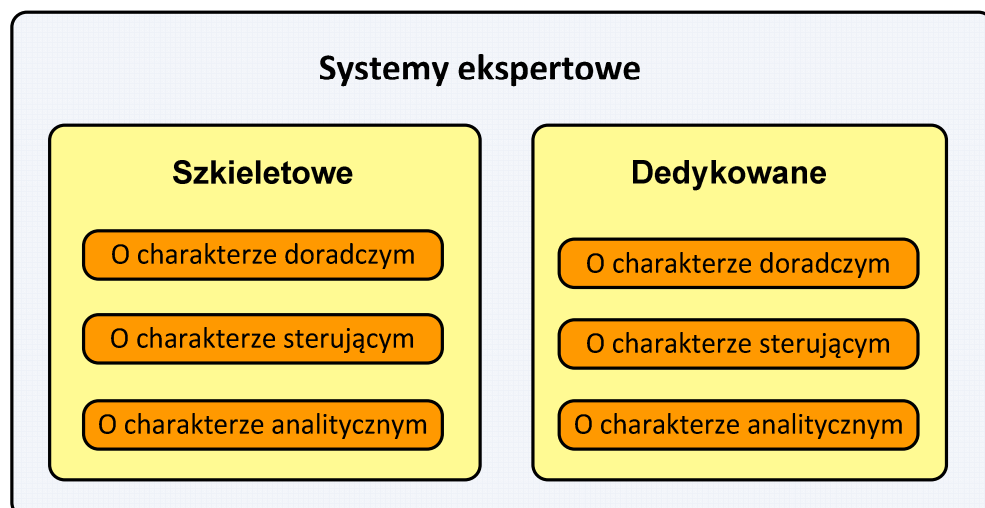 Systemy ekspertowe
Szkieletowe
O charakterze doradczym
O charakterze sterującym
O charakterze analitycznym
Dedykowane
O charakterze doradczym
O charakterze sterującym
O charakterze analitycznym